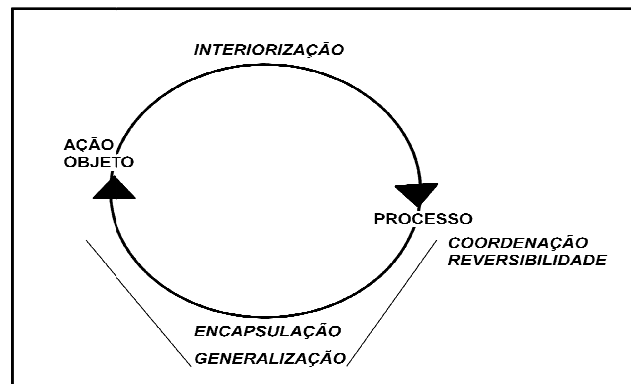 INTERIORIZAÇÃO
AÇÃO
OBJETO
PROCESSO
COORDENAÇÃO
REVERSIBILIDADE
ENCAPSULAÇÃO
GENERALIZAÇÃO